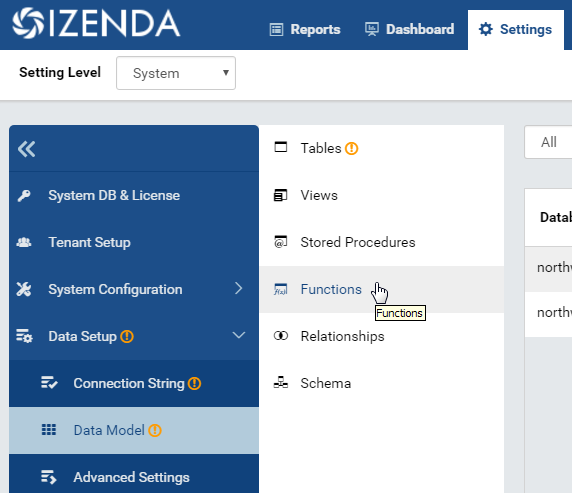 IZENDA
Reports
Dashboard
Settings
Setting Level
System
All
System DB & License
Tenant Setup
System Configuration
Data Setup
Connection String
Data Model
Advanced Settings
Tables
Views
@
Stored Procedures
f(x)
Functions
Functions
Relationships
Schema
Datab
northw
northw